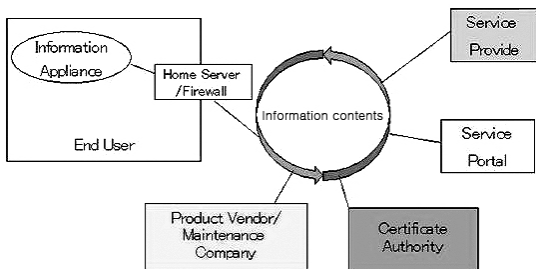 Information
Appliance
Home Server
/Firewall
End User
Information contents
Service
Provide
Service
Portal
Product Vendor/
Maintenance
Company
Certificate
Authority